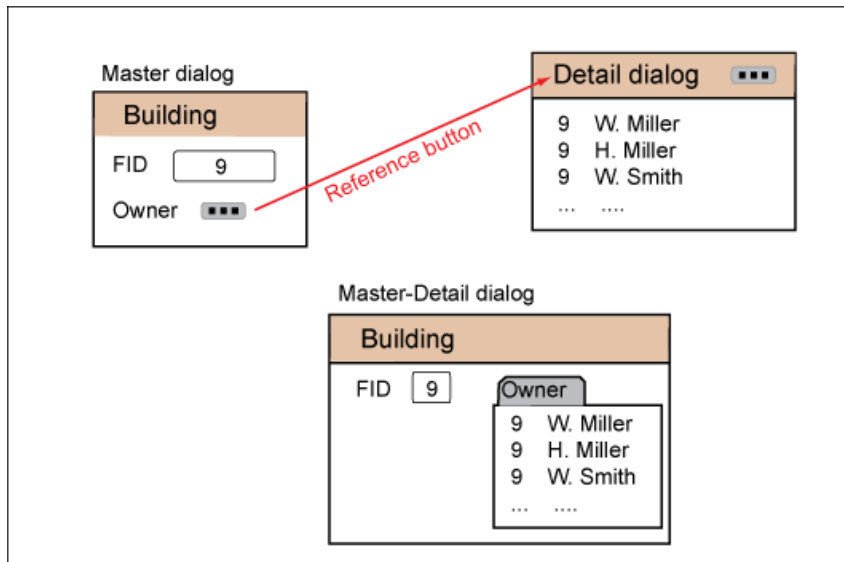 Master dialog
Building
FID 9
Owner
Reference button
Detail dialog
9 W. Miller
9 H. Miller
9 W. Smith
... ....
Master-Detail dialog
Building
FID 9
Owner
9 W. Miller
9 H. Miller
9 W. Smith
... ....